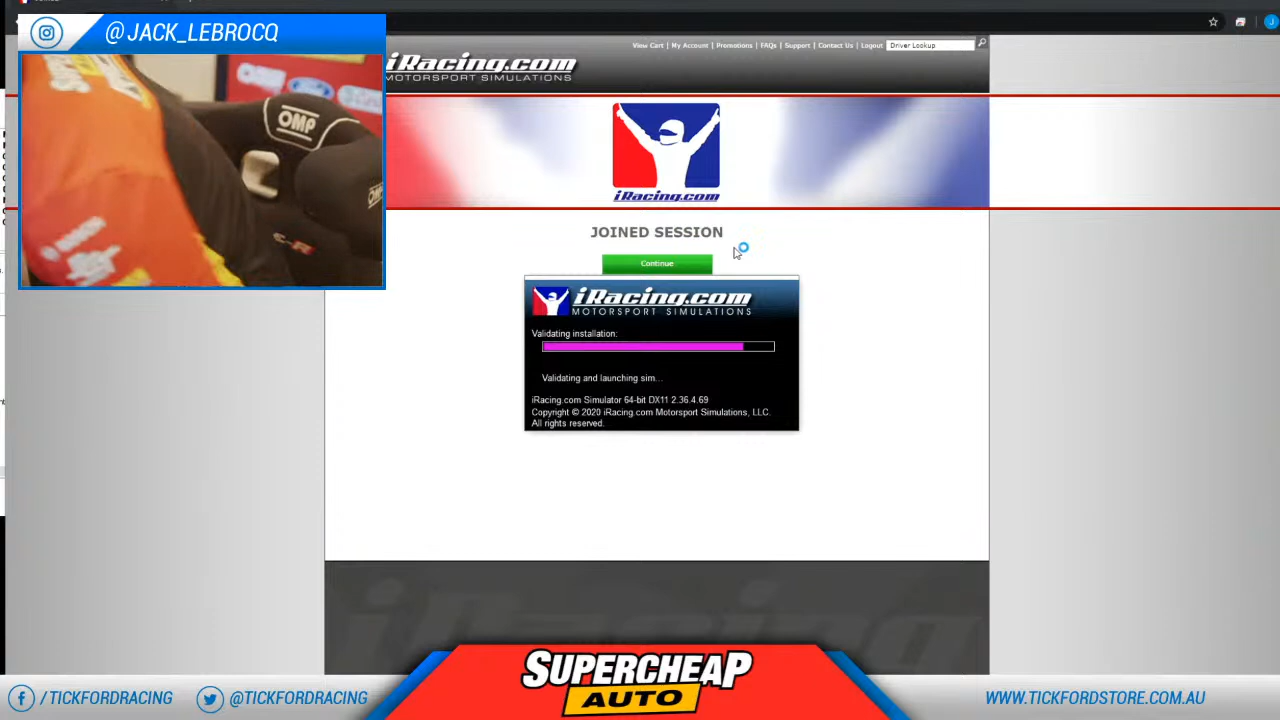 @JACK_LEBROCQ
OMP
View Cart | My Account | Promotions | FAQs | Support | Contact Us | Logout
Driver Lookup
iRacing.com
MOTORSPORT SIMULATIONS
iRacing.com
JOINED SESSION
Continue
iRacing.com
MOTORSPORT SIMULATIONS
Validating installation:
Validating and launching sim...
iRacing.com Simulator 64-bit DX11 2.36.4.69
Copyright © 2020 iRacing.com Motorsport Simulations, LLC.
All rights reserved.
iRacing
SUPERCHEAP
AUTO
/TICKFORDRACING
@TICKFORDRACING
WWW.TICKFORDSTORE.COM.AU